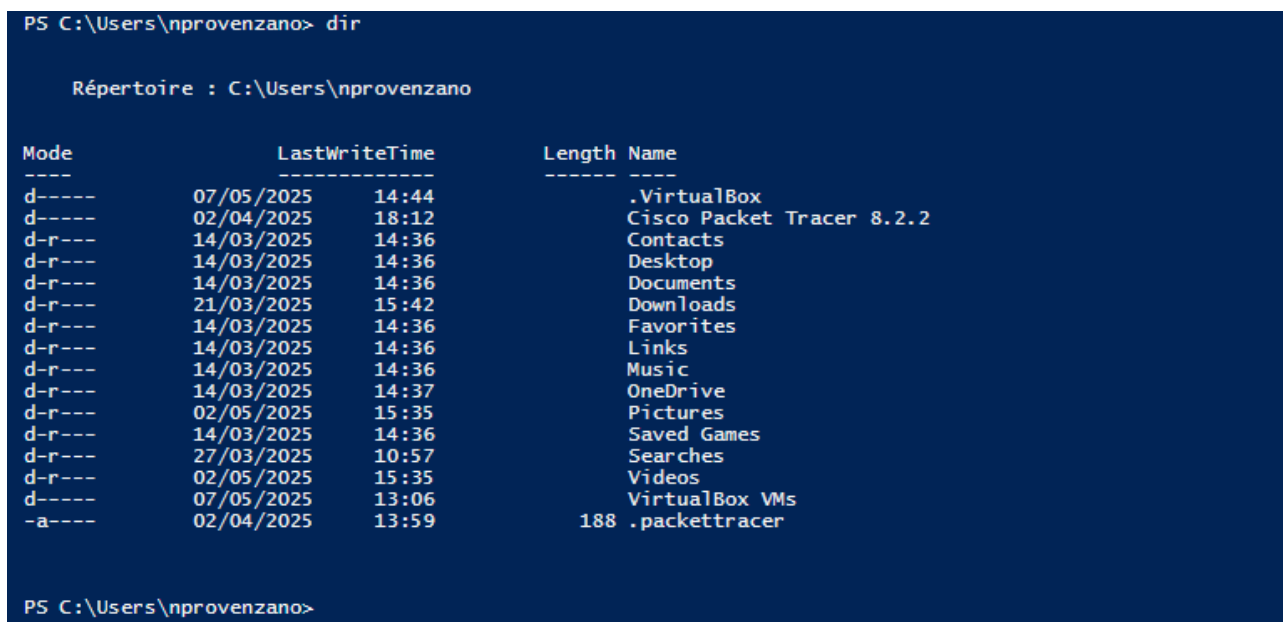 PS C:\Users\nprovenzano> dir
Répertoire : C:\Users\nprovenzano
Mode LastWriteTime Length Name
---- ------------- ------ ----
d----- 07/05/2025 14:44 .VirtualBox
d----- 02/04/2025 18:12 Cisco Packet Tracer 8.2.2
d-r--- 14/03/2025 14:36 Contacts
d-r--- 14/03/2025 14:36 Desktop
d-r--- 14/03/2025 14:36 Documents
d-r--- 21/03/2025 15:42 Downloads
d-r--- 14/03/2025 14:36 Favorites
d-r--- 14/03/2025 14:36 Links
d-r--- 14/03/2025 14:36 Music
d-r--- 14/03/2025 14:37 OneDrive
d-r--- 02/05/2025 15:35 Pictures
d-r--- 14/03/2025 14:36 Saved Games
d-r--- 27/03/2025 10:57 Searches
d-r--- 02/05/2025 15:35 Videos
d----- 07/05/2025 13:06 VirtualBox VMs
-a---- 02/04/2025 13:59 188 .packettracer
PS C:\Users\nprovenzano>